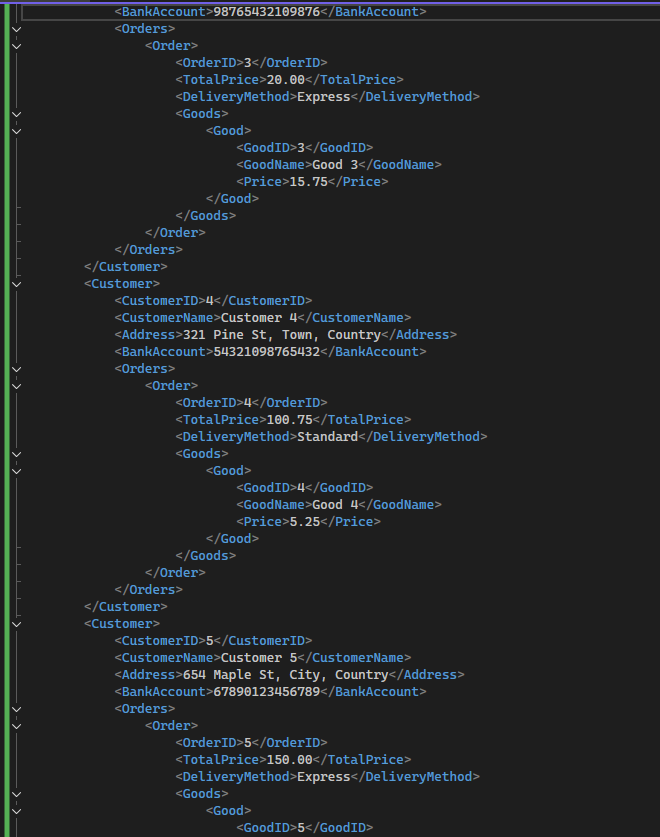 <BankAccount>98765432109876</BankAccount>
<Orders>
<Order>
<OrderID>3</OrderID>
<TotalPrice>20.00</TotalPrice>
<DeliveryMethod>Express</DeliveryMethod>
<Goods>
<Good>
<GoodID>3</GoodID>
<GoodName>Good 3</GoodName>
<Price>15.75</Price>
</Good>
</Goods>
</Order>
</Orders>
</Customer>
<Customer>
<CustomerID>4</CustomerID>
<CustomerName>Customer 4</CustomerName>
<Address>321 Pine St, Town, Country</Address>
<BankAccount>54321098765432</BankAccount>
<Orders>
<Order>
<OrderID>4</OrderID>
<TotalPrice>100.75</TotalPrice>
<DeliveryMethod>Standard</DeliveryMethod>
<Goods>
<Good>
<GoodID>4</GoodID>
<GoodName>Good 4</GoodName>
<Price>5.25</Price>
</Good>
</Goods>
</Order>
</Orders>
</Customer>
<Customer>
<CustomerID>5</CustomerID>
<CustomerName>Customer 5</CustomerName>
<Address>654 Maple St, City, Country</Address>
<BankAccount>67890123456789</BankAccount>
<Orders>
<Order>
<OrderID>5</OrderID>
<TotalPrice>150.00</TotalPrice>
<DeliveryMethod>Express</DeliveryMethod>
<Goods>
<Good>
<GoodID>5</GoodID>